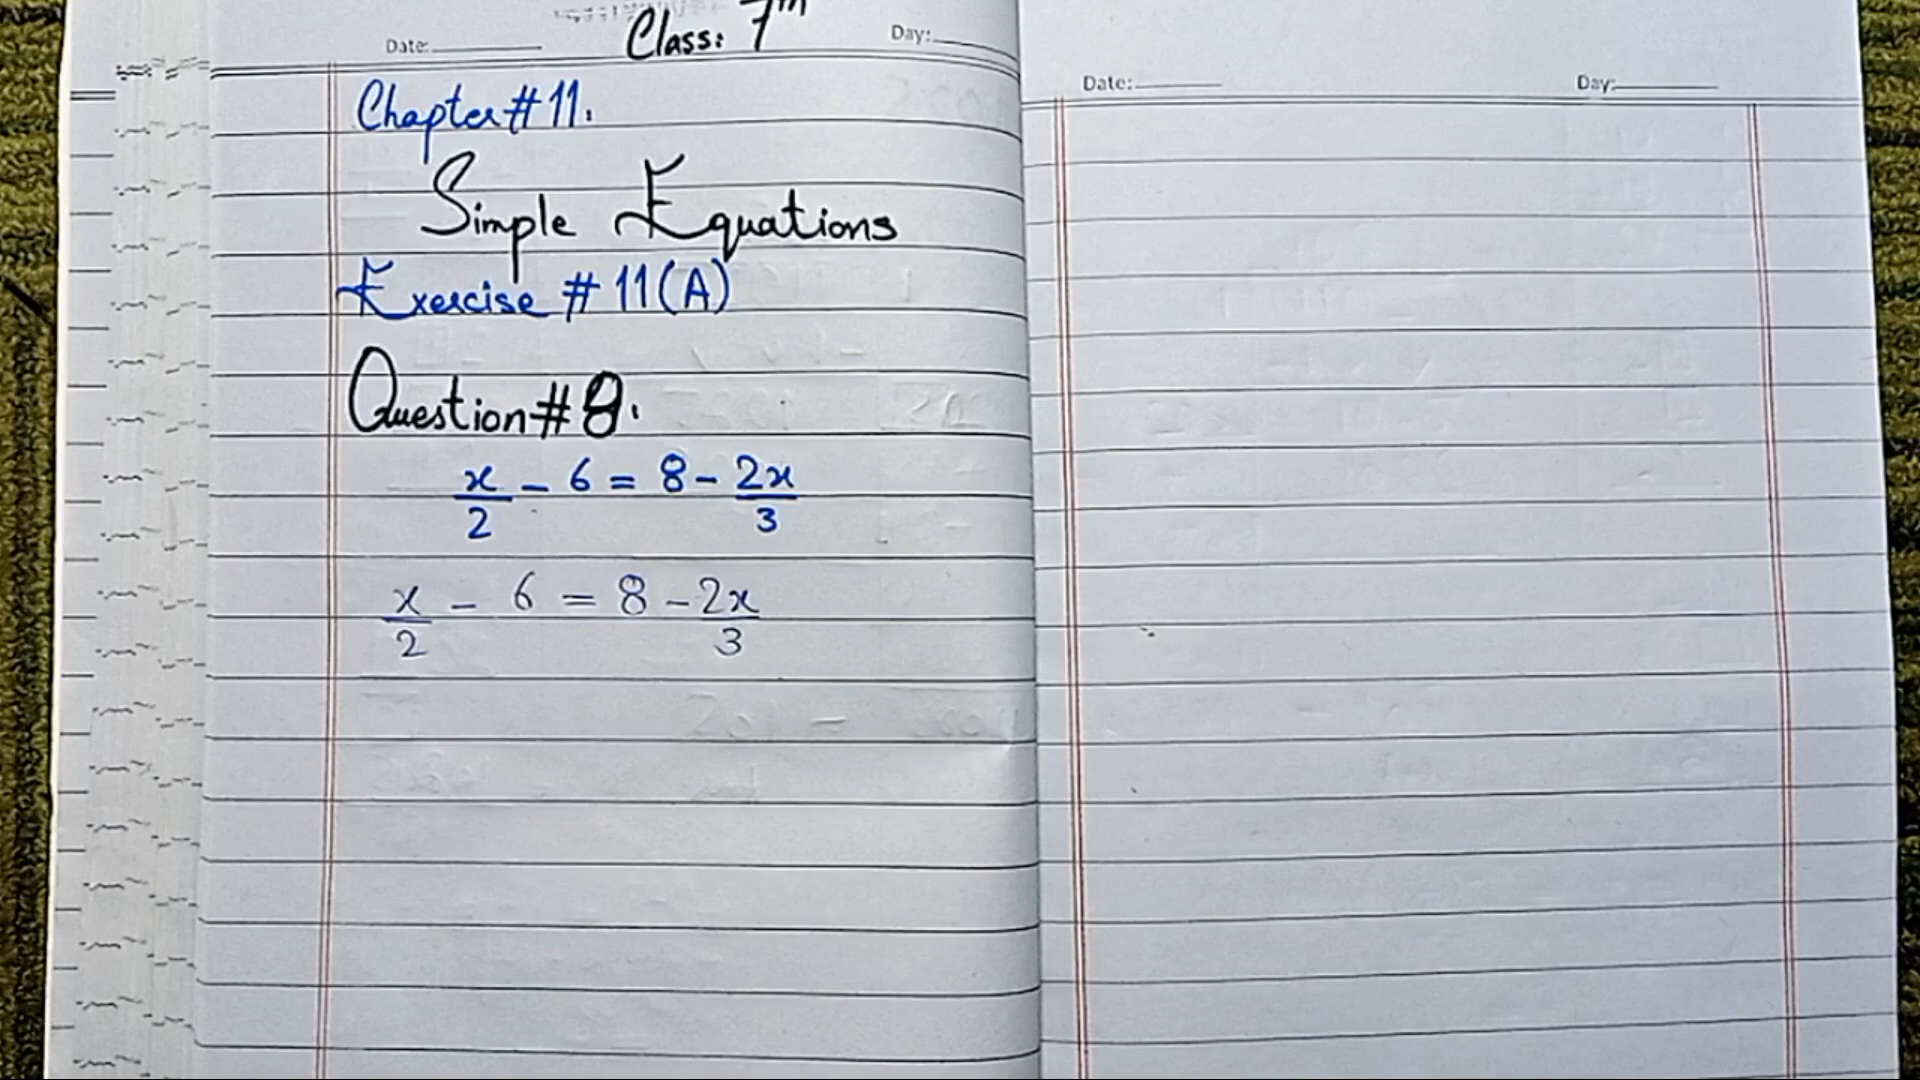 Class: 7th
Date: Day:
Chapter # 11.
Simple Equations
Exercise # 11(A)
Question # 8.
x/2 - 6 = 8 - 2x/3
x/2 - 6 = 8 - 2x/3
Date: Day: